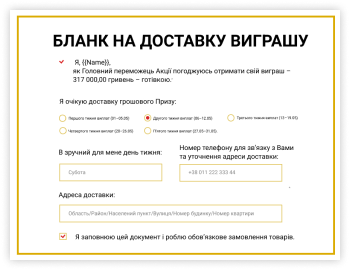 БЛАНК НА ДОСТАВКУ ВИГРАШУ
Я, {{Name}},
як Головний переможець Акції погоджуюсь отримати свій виграш –
317 000,00 гривень – готівкою.
Я очікую доставку грошового Призу:
Першого тижня виплат (01–05.05)
Другого тижня виплат (06–12.05)
Третього тижня виплат (13–19.05)
Четвертого тижня виплат (20-26.05)
П'ятого тижня виплат (27.05-31.05)
В зручний для мене день тижня:
Номер телефону для зв'язку з Вами
та уточнення адреси доставки:
Субота
+38 011 222 333 44
Адреса доставки:
Область/Район/Населений пункт/Вулиця/Номер будинку/Номер квартири
Я заповнюю цей документ і роблю обов'язкове замовлення товарів.